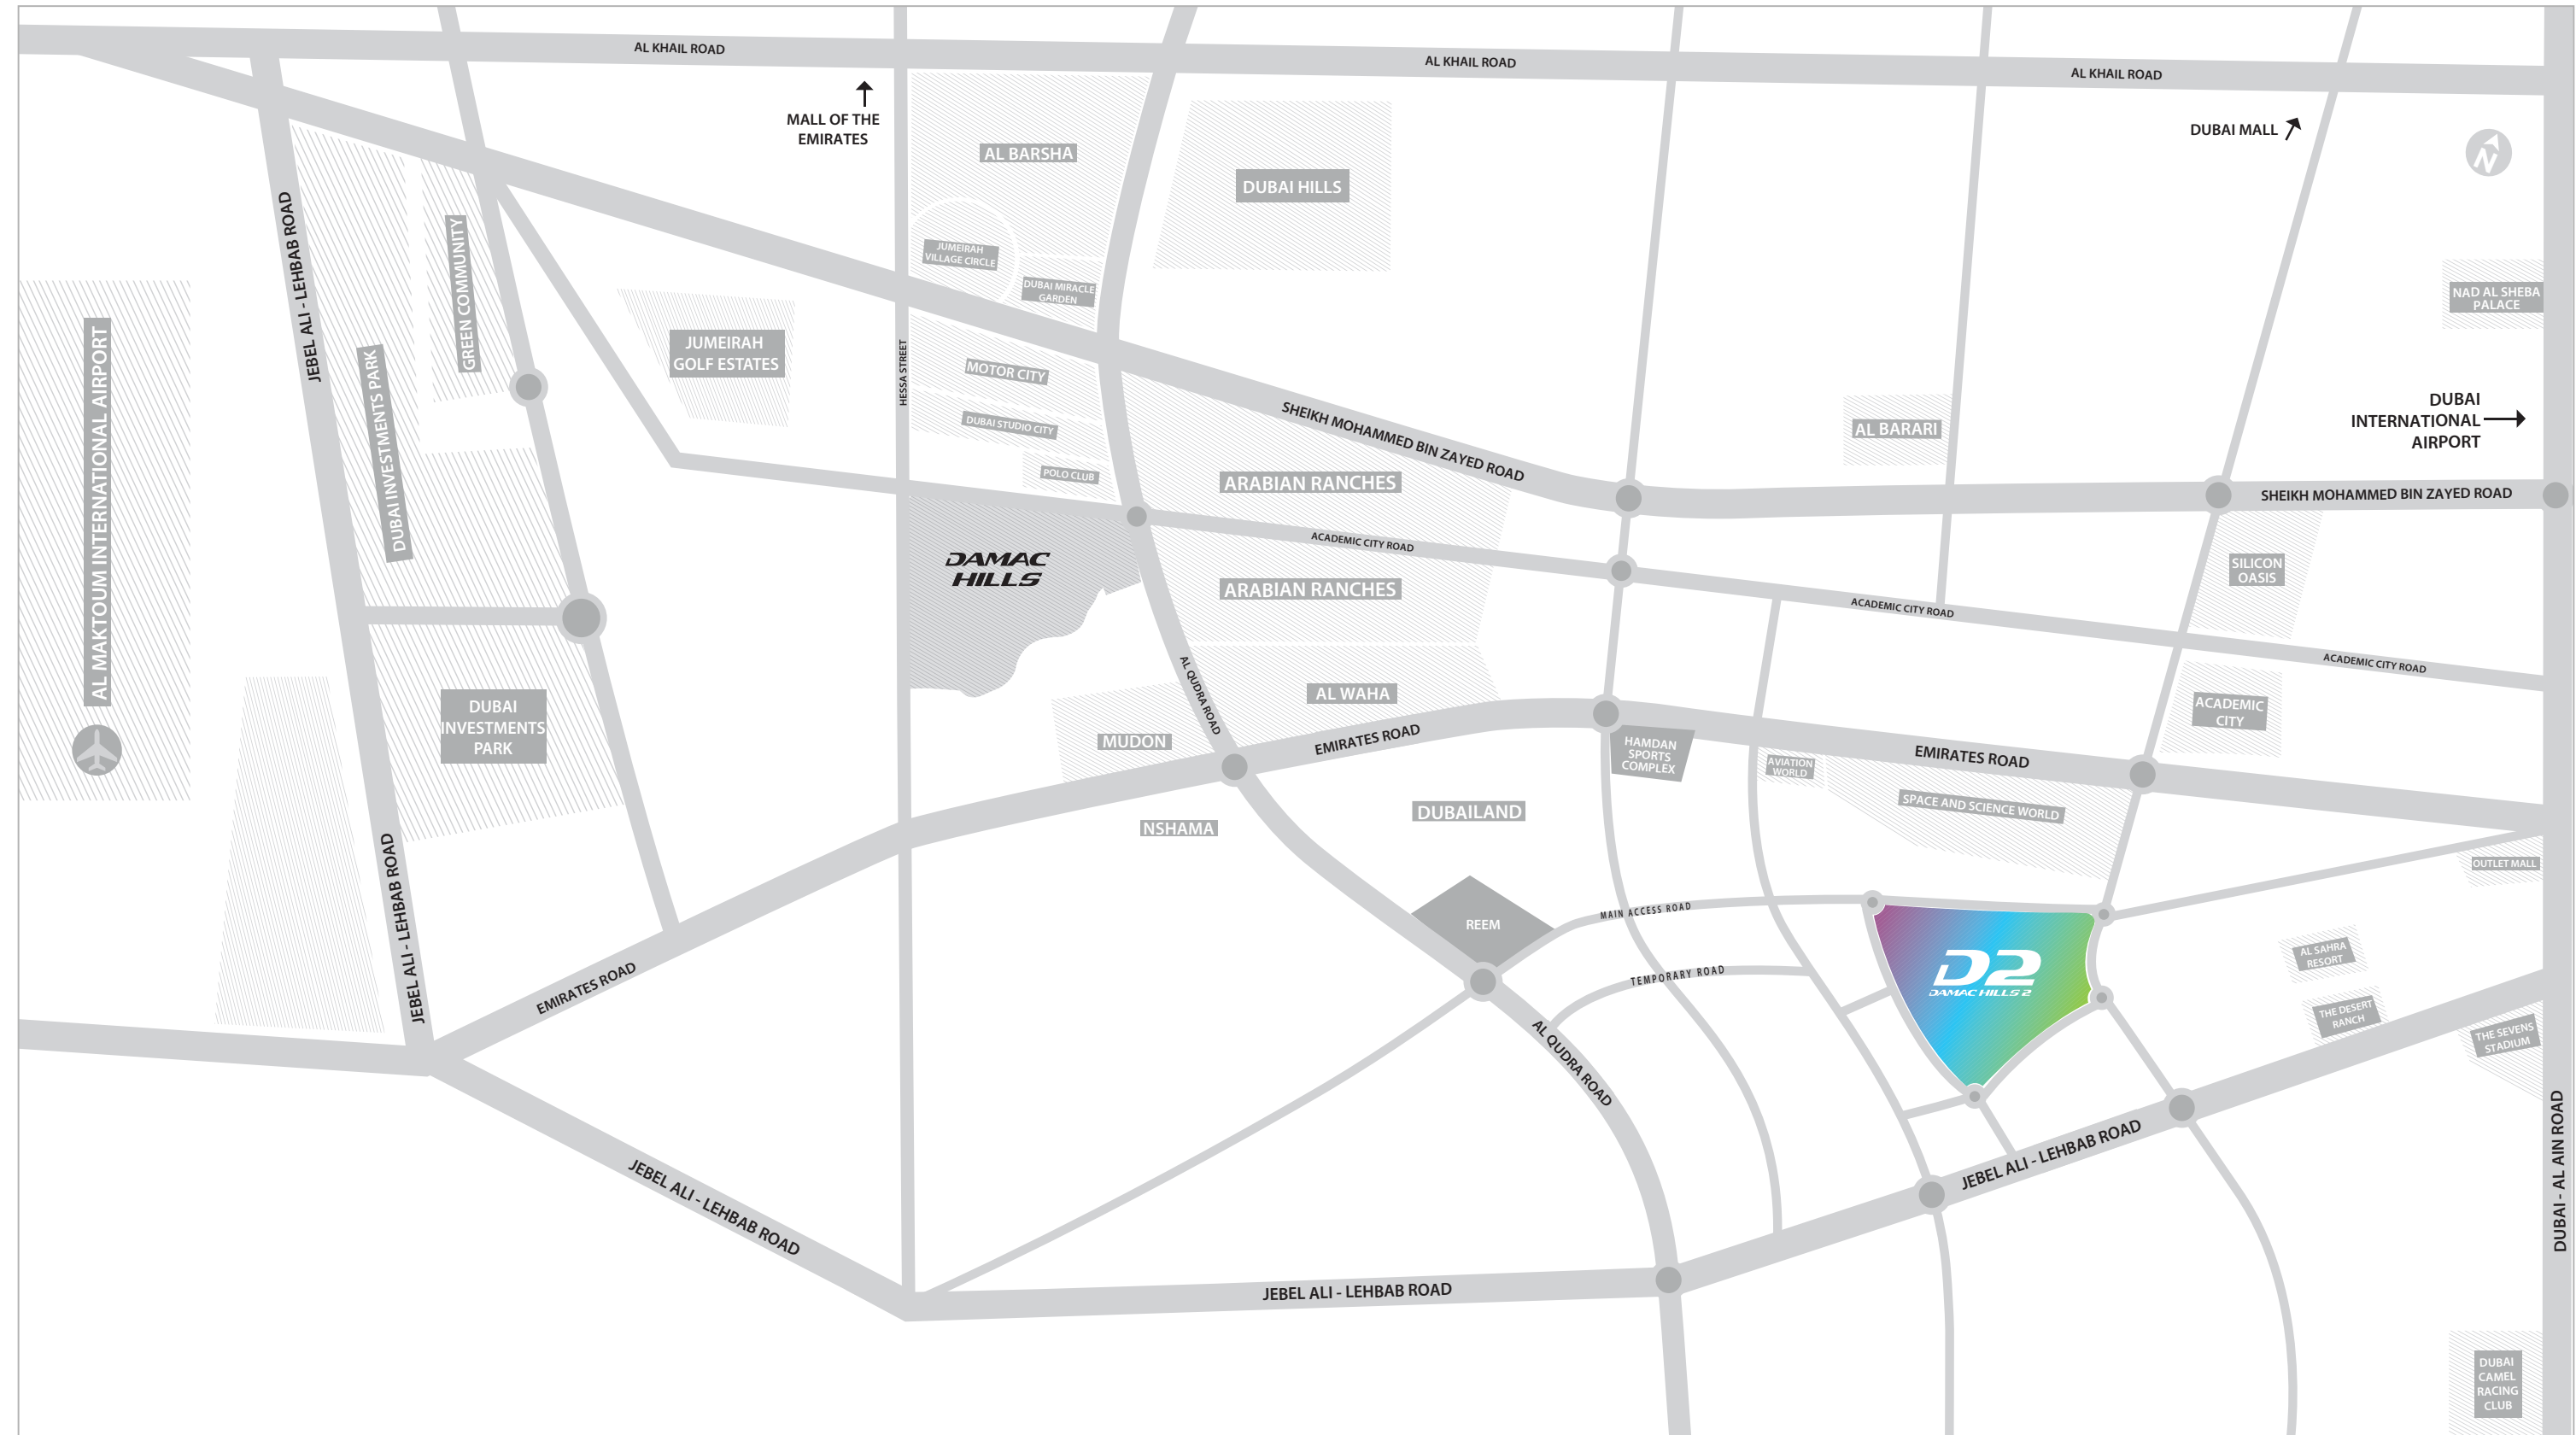 AL KHAIL ROAD
AL KHAIL ROAD
AL KHAIL ROAD
MALL OF THE
EMIRATES
DUBAI MALL
N
AL BARSHA
DUBAI HILLS
JEBEL ALI - LEHBAB ROAD
GREEN COMMUNITY
JUMEIRAH
VILLAGE CIRCLE
DUBAI MIRACLE
GARDEN
NAD AL SHEBA
PALACE
JUMEIRAH
GOLF ESTATES
HESSA STREET
MOTOR CITY
DUBAI STUDIO CITY
POLO CLUB
DUBAI INVESTMENTS PARK
AL MAKTOUM INTERNATIONAL AIRPORT
SHEIKH MOHAMMED BIN ZAYED ROAD
AL BARARI
DUBAI
INTERNATIONAL
AIRPORT
ARABIAN RANCHES
SHEIKH MOHAMMED BIN ZAYED ROAD
ACADEMIC CITY ROAD
DAMAC
HILLS
ARABIAN RANCHES
SILICON
OASIS
ACADEMIC CITY ROAD
ACADEMIC CITY ROAD
AL QUDRA ROAD
AL WAHA
ACADEMIC
CITY
DUBAI
INVESTMENTS
PARK
MUDON
EMIRATES ROAD
HAMDAN
SPORTS
COMPLEX
AVIATION
WORLD
EMIRATES ROAD
SPACE AND SCIENCE WORLD
NSHAMA
DUBAILAND
OUTLET MALL
JEBEL ALI - LEHBAB ROAD
REEM
MAIN ACCESS ROAD
TEMPORARY ROAD
D2
DAMAC HILLS 2
AL SAHRA
RESORT
THE DESERT
RANCH
THE SEVENS
STADIUM
EMIRATES ROAD
AL QUDRA ROAD
JEBEL ALI - LEHBAB ROAD
JEBEL ALI - LEHBAB ROAD
JEBEL ALI - LEHBAB ROAD
DUBAI - AL AIN ROAD
DUBAI
CAMEL
RACING
CLUB